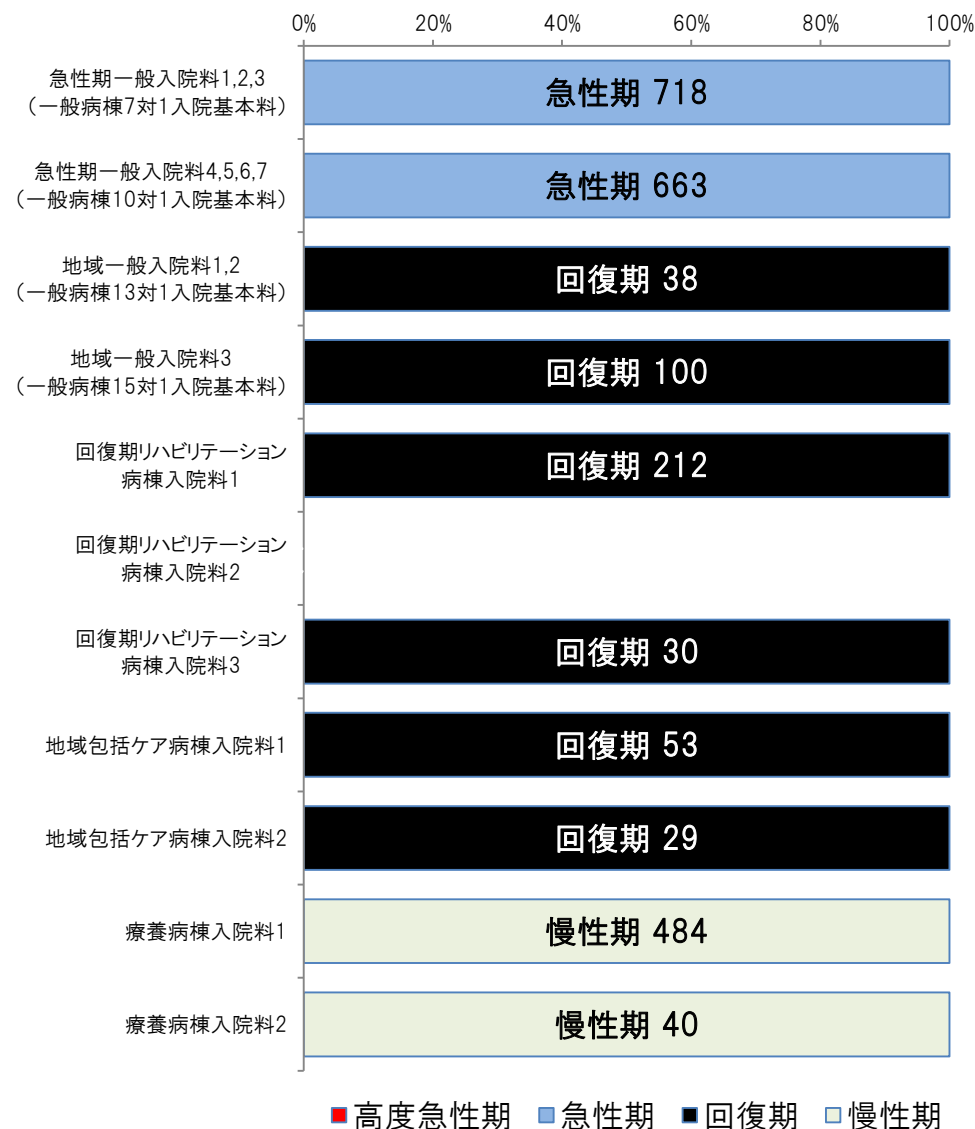 0% 20% 40% 60% 80% 100%
急性期一般入院料1,2,3
（一般病棟7対1入院基本料）
急性期 718
急性期一般入院料4,5,6,7
（一般病棟10対1入院基本料）
急性期 663
地域一般入院料1,2
（一般病棟13対1入院基本料）
回復期 38
地域一般入院料3
（一般病棟15対1入院基本料）
回復期 100
回復期リハビリテーション
病棟入院料1
回復期 212
回復期リハビリテーション
病棟入院料2
回復期リハビリテーション
病棟入院料3
回復期 30
地域包括ケア病棟入院料1
回復期 53
地域包括ケア病棟入院料2
回復期 29
療養病棟入院料1
慢性期 484
療養病棟入院料2
慢性期 40
高度急性期 急性期 回復期 慢性期